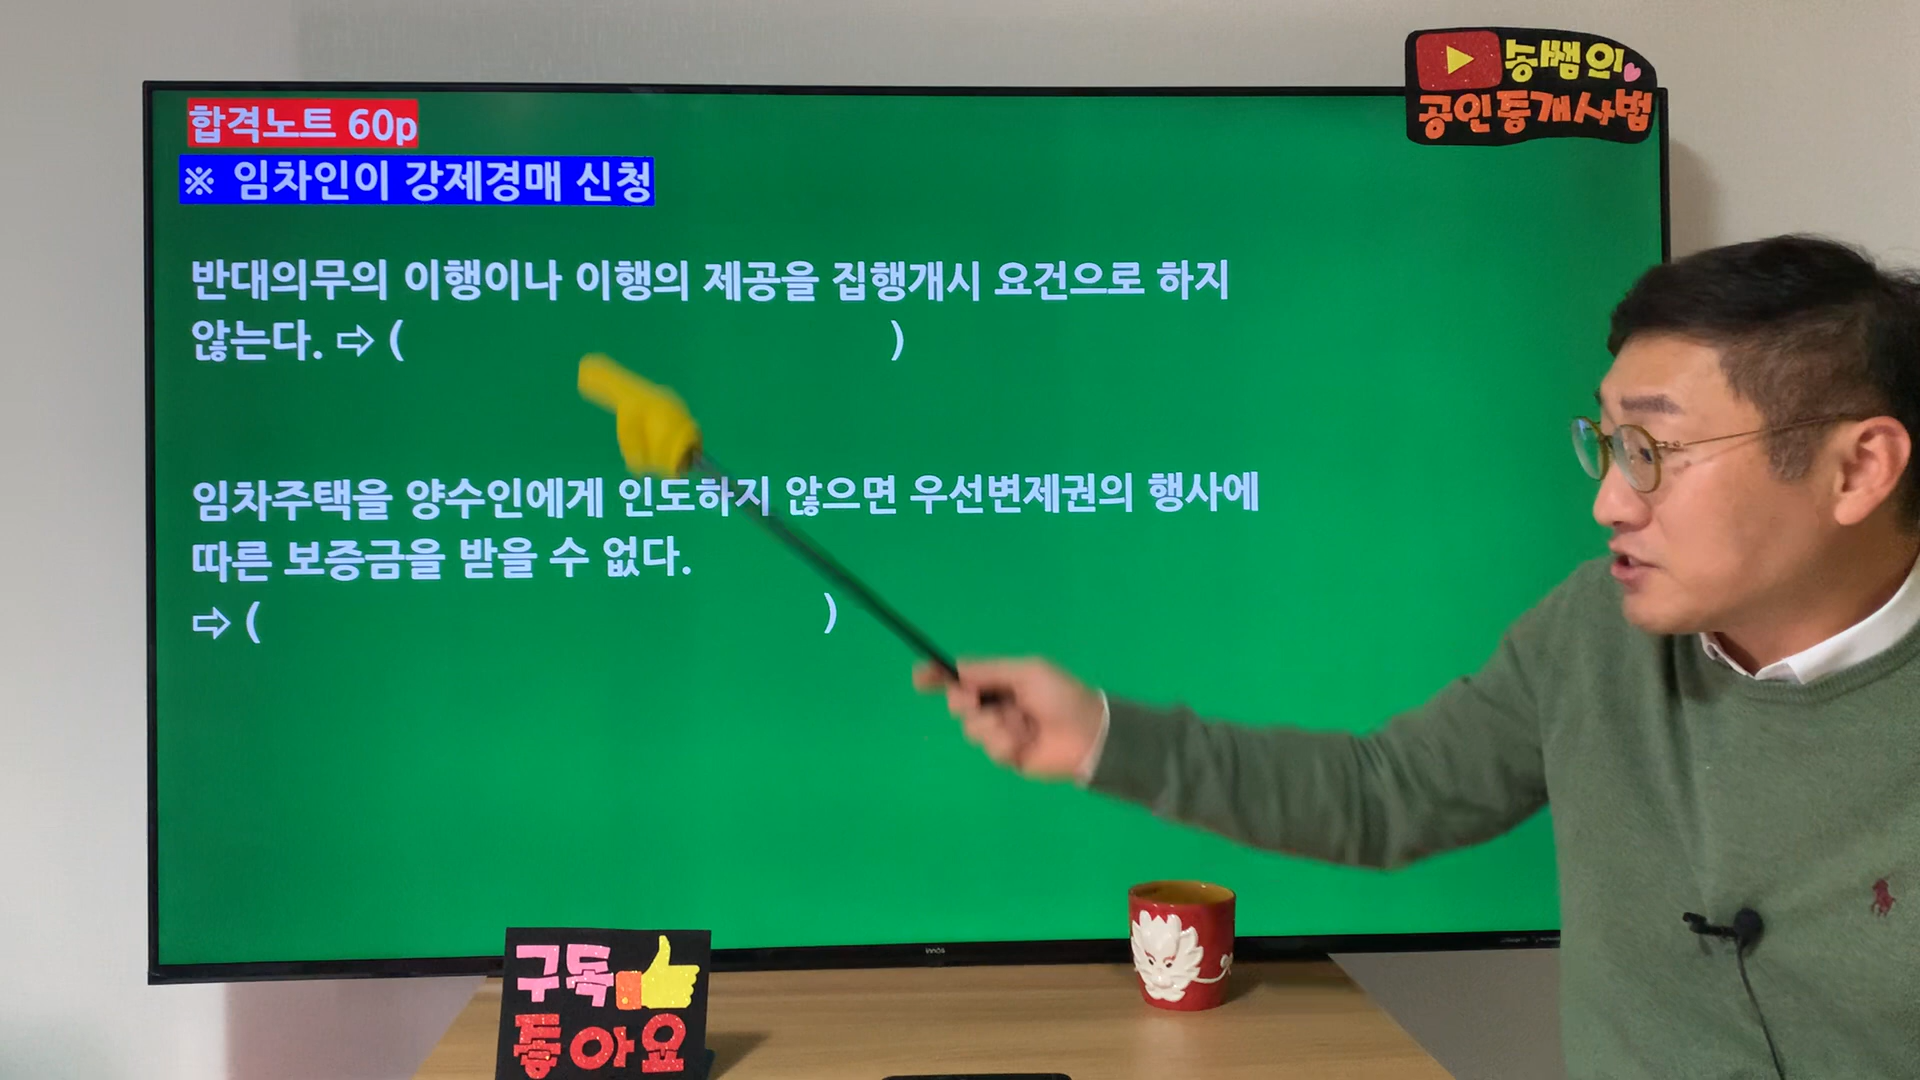 송쌤의
공인중개사법
합격노트 60p
※ 임차인이 강제경매 신청
반대의무의 이행이나 이행의 제공을 집행개시 요건으로 하지
않는다. ⇨ ( )
임차주택을 양수인에게 인도하지 않으면 우선변제권의 행사에
따른 보증금을 받을 수 없다.
⇨ ( )
innos
구독
좋아요